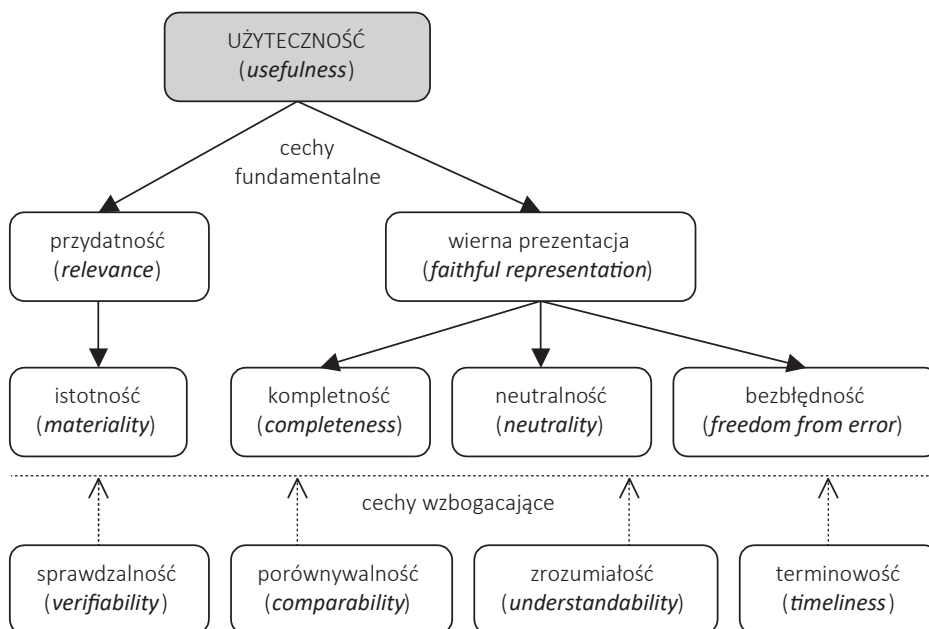 UŻYTECZNOŚĆ
(usefulness)
cechy
fundamentalne
przydatność
(relevance)
wierna prezentacja
(faithful representation)
istotność
(materiality)
kompletność
(completeness)
neutralność
(neutrality)
bezbłędność
(freedom from error)
cechy wzbogacające
sprawdzalność
(verifiability)
porównywalność
(comparability)
zrozumiałość
(understandability)
terminowość
(timeliness)